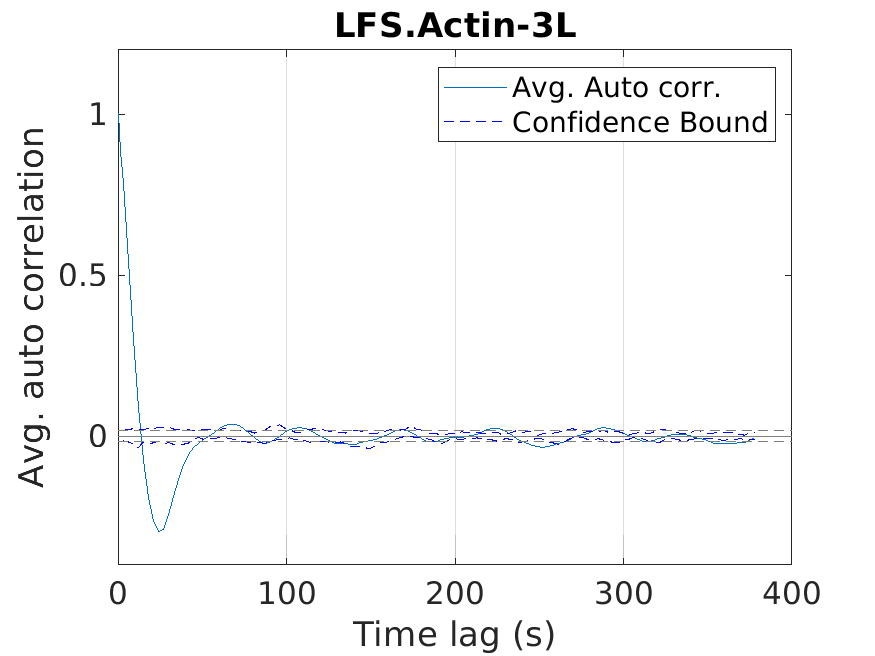 LFS.Actin-3L
Avg. Auto corr.
Confidence Bound
Avg. auto correlation
1
0.5
0
0
100
200
300
400
Time lag (s)